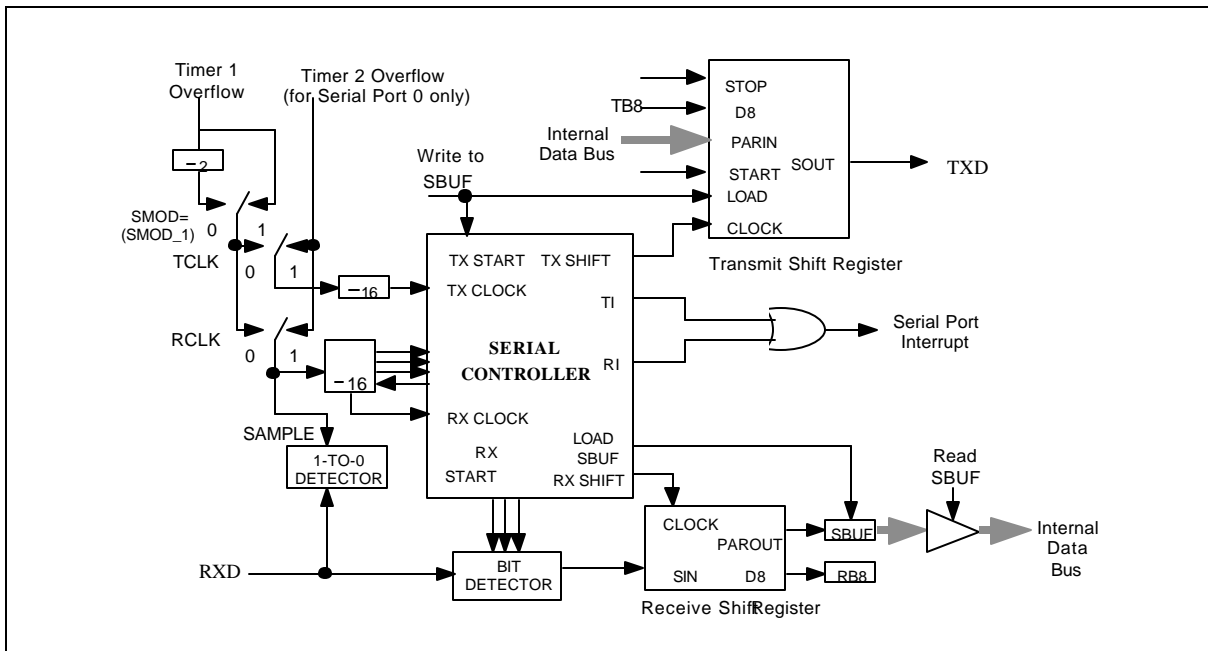 Timer 1
Overflow
Timer 2 Overflow
(for Serial Port 0 only)
2
SMOD=
(SMOD_1)
0
1
TCLK
0
1
16
RCLK
0
1
16
SAMPLE
1-TO-0
DETECTOR
RXD
Write to
SBUF
TB8
Internal
Data Bus
STOP
D8
PARIN
START
LOAD
CLOCK
SOUT
TXD
Transmit Shift Register
TX START
TX SHIFT
TX CLOCK
TI
SERIAL
CONTROLLER
RI
RX CLOCK
LOAD
SBUF
RX
START
RX SHIFT
Serial Port
Interrupt
BIT
DETECTOR
CLOCK
PAROUT
SIN
D8
Receive ShiftRegister
SBUF
RB8
Read
SBUF
Internal
Data
Bus